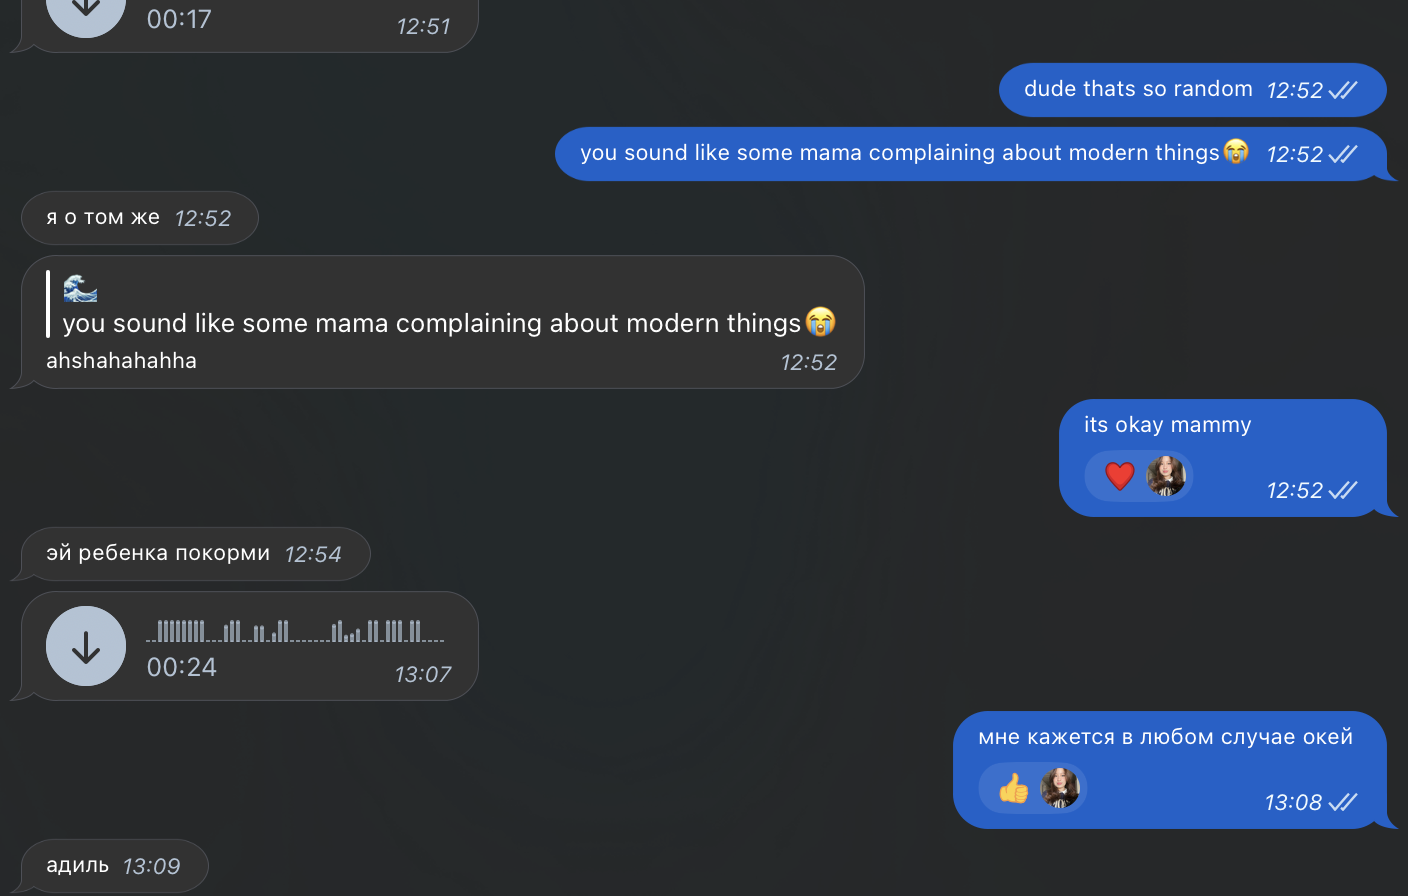 00:17 12:51
dude thats so random 12:52
you sound like some mama complaining about modern things😭 12:52
я о том же 12:52
🌊
you sound like some mama complaining about modern things😭
ahshahahahha 12:52
its okay mammy
❤️ 12:52
эй ребенка покорми 12:54
00:24 13:07
мне кажется в любом случае окей
👍 13:08
адиль 13:09